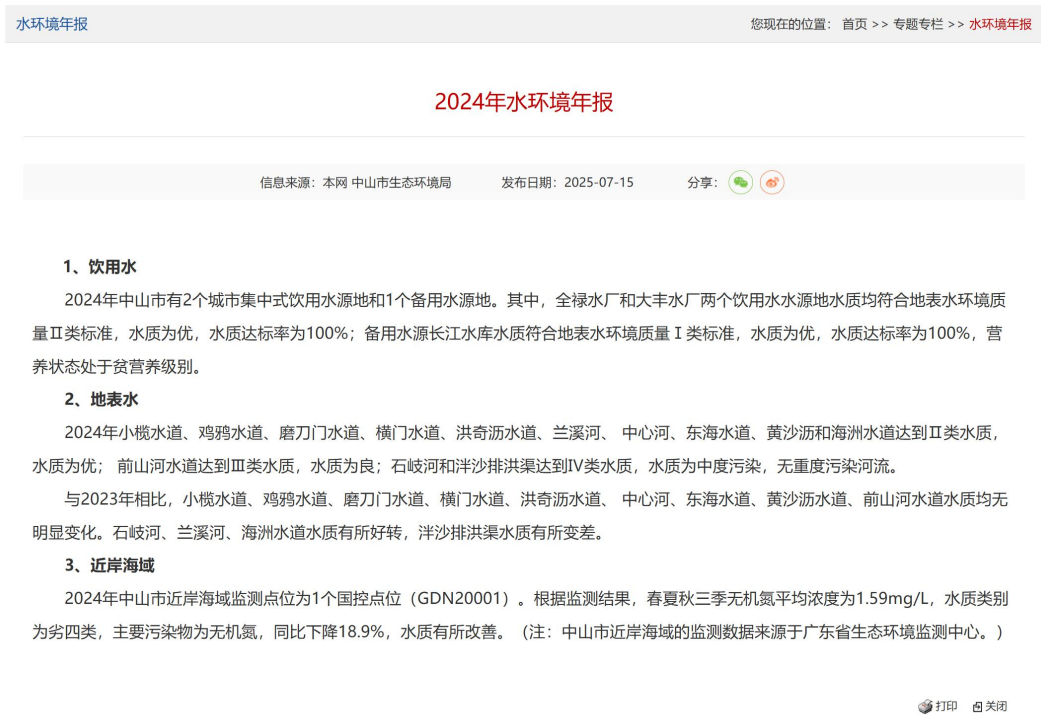 水环境年报
您现在的位置： 首页 >> 专题专栏 >> 水环境年报
2024年水环境年报
信息来源：本网 中山市生态环境局 发布日期：2025-07-15 分享：
1、饮用水
2024年中山市有2个城市集中式饮用水源地和1个备用水源地。其中，全禄水厂和大丰水厂两个饮用水水源地水质均符合地表水环境质
量Ⅱ类标准，水质为优，水质达标率为100%；备用水源长江水库水质符合地表水环境质量Ⅰ类标准，水质为优，水质达标率为100%，营
养状态处于贫营养级别。
2、地表水
2024年小榄水道、鸡鸦水道、磨刀门水道、横门水道、洪奇沥水道、兰溪河、 中心河、东海水道、黄沙沥和海洲水道达到Ⅱ类水质，
水质为优； 前山河水道达到Ⅲ类水质，水质为良；石岐河和泮沙排洪渠达到Ⅳ类水质，水质为中度污染，无重度污染河流。
与2023年相比，小榄水道、鸡鸦水道、磨刀门水道、横门水道、洪奇沥水道、 中心河、东海水道、黄沙沥水道、前山河水道水质均无
明显变化。石岐河、兰溪河、海洲水道水质有所好转，泮沙排洪渠水质有所变差。
3、近岸海域
2024年中山市近岸海域监测点位为1个国控点位（GDN20001）。根据监测结果，春夏秋三季无机氮平均浓度为1.59mg/L，水质类别
为劣四类，主要污染物为无机氮，同比下降18.9%，水质有所改善。（注：中山市近岸海域的监测数据来源于广东省生态环境监测中心。）
打印 关闭